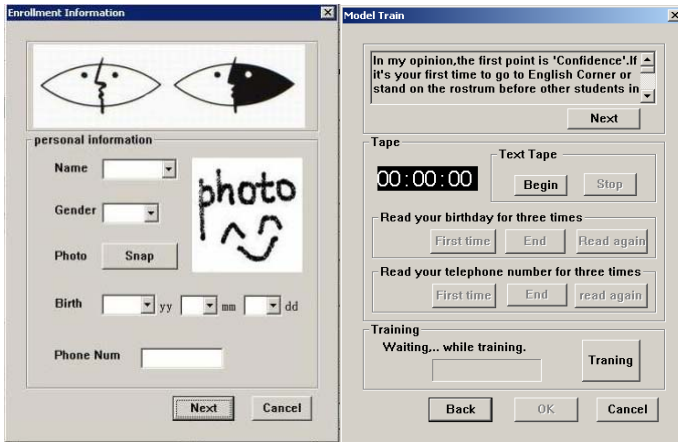 Enrollment Information
personal information
Name
photo
Gender
Photo Snap
Birth yy mm dd
Phone Num
Next Cancel
Model Train
In my opinion,the first point is 'Confidence'.If
it's your first time to go to English Corner or
stand on the rostrum before other students in
Next
Tape
Text Tape
00:00:00 Begin Stop
Read your birthday for three times
First time End Read again
Read your telephone number for three times
First time End read again
Training
Waiting,.. while training.
Traning
Back OK Cancel